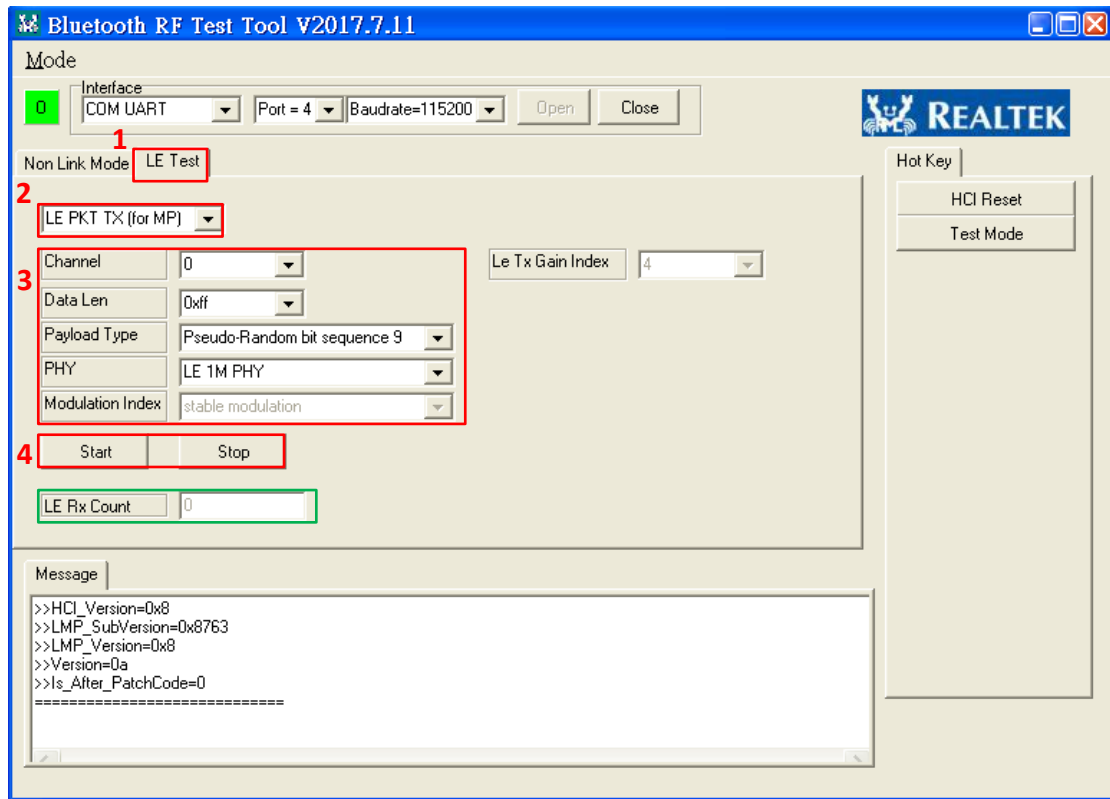 Bluetooth RF Test Tool V2017.7.11
Mode
Interface
0
COM UART
Port = 4
Baudrate=115200
Open
Close
REALTEK
1
Non Link Mode
LE Test
Hot Key
2
LE PKT TX (for MP)
HCI Reset
Test Mode
3
Channel
0
Le Tx Gain Index
4
Data Len
0xff
Payload Type
Pseudo-Random bit sequence 9
PHY
LE 1M PHY
Modulation Index
stable modulation
4
Start
Stop
LE Rx Count
0
Message
>>HCI_Version=0x8
>>LMP_SubVersion=0x8763
>>LMP_Version=0x8
>>Version=0a
>>Is_After_PatchCode=0
=============================